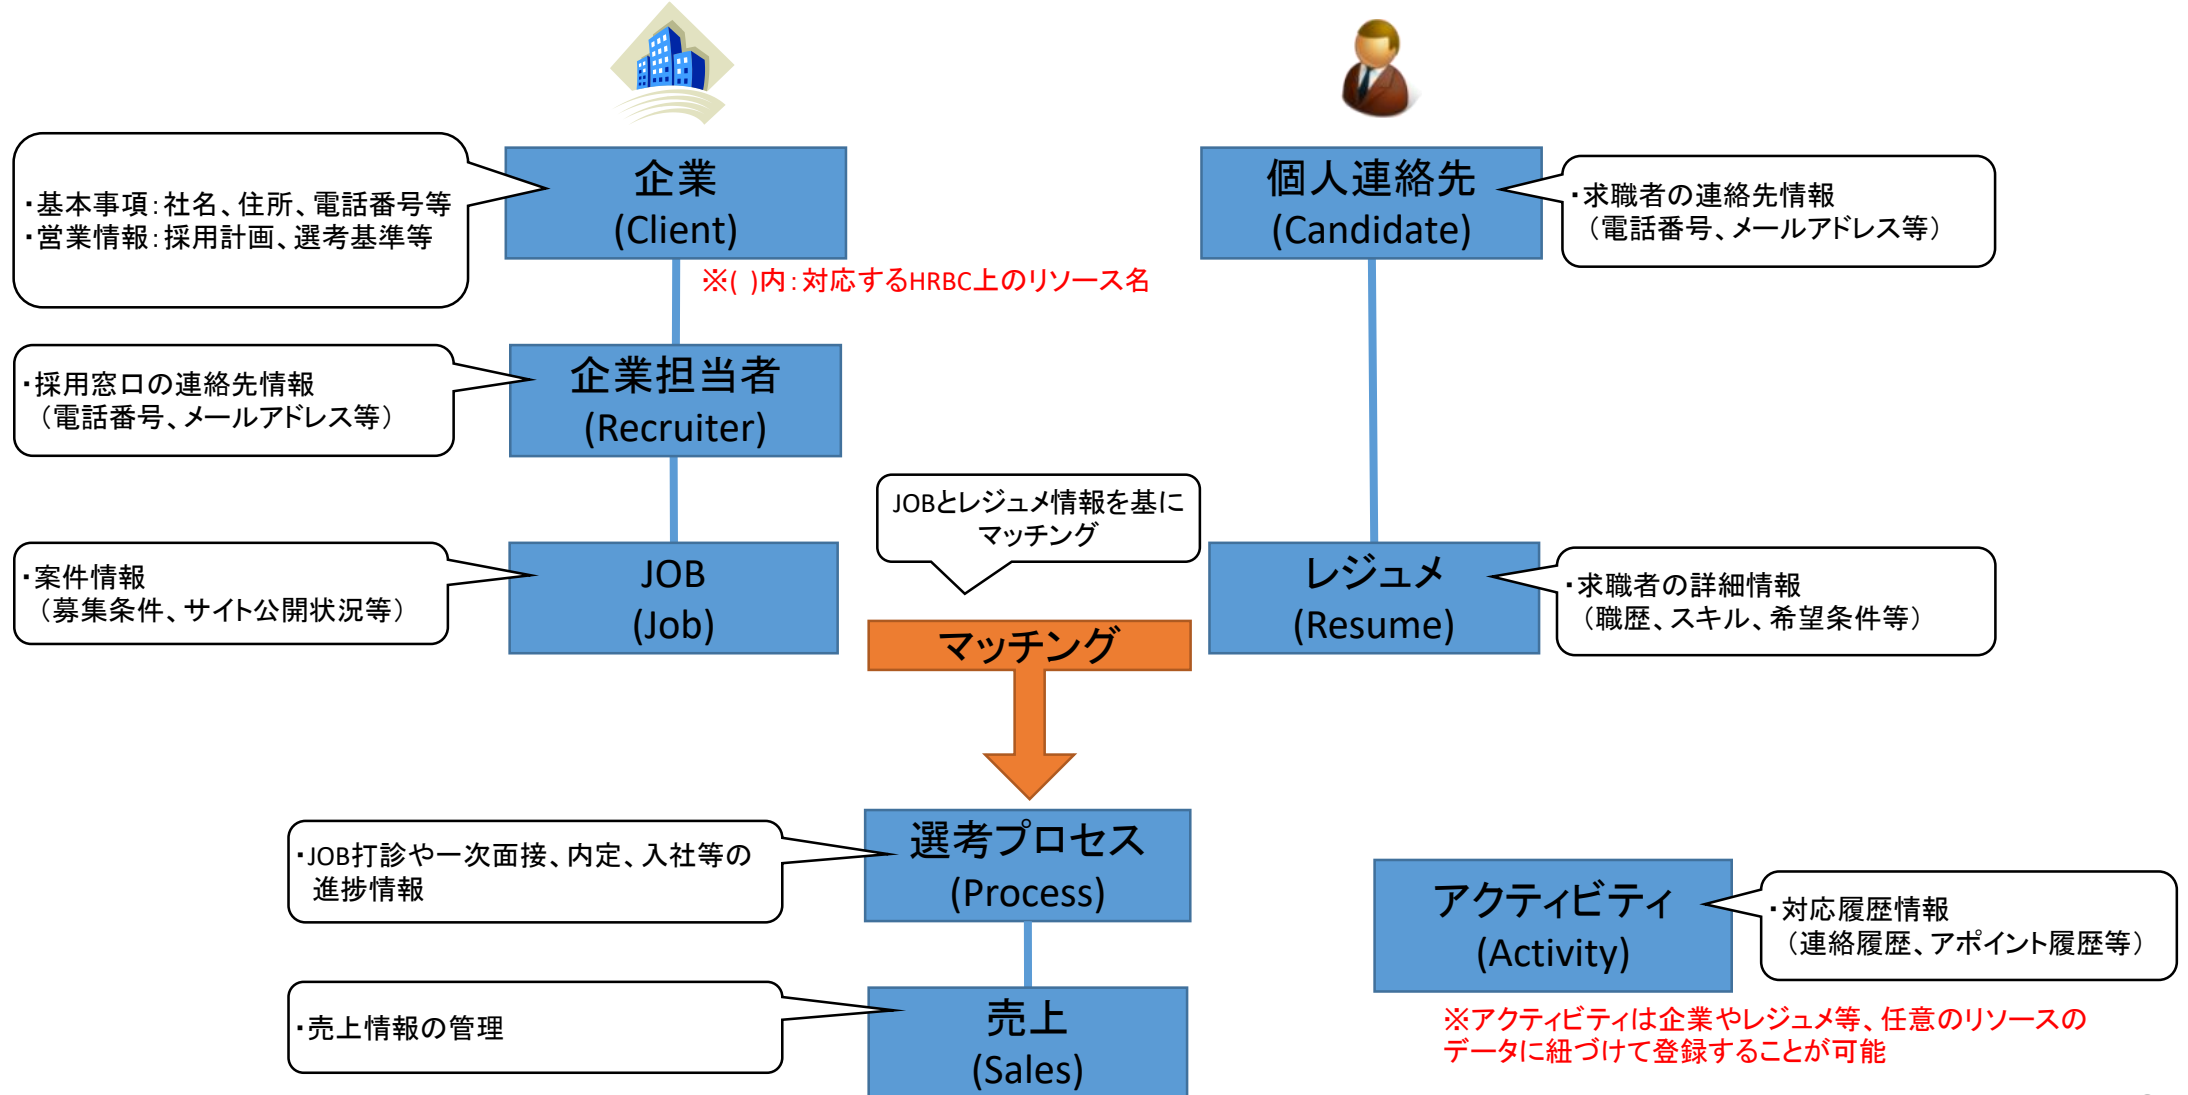 企業
(Client)
・基本事項：社名、住所、電話番号等
・営業情報：採用計画、選考基準等
※( )内：対応するHRBC上のリソース名
個人連絡先
(Candidate)
・求職者の連絡先情報
（電話番号、メールアドレス等）
企業担当者
(Recruiter)
・採用窓口の連絡先情報
（電話番号、メールアドレス等）
JOBとレジュメ情報を基に
マッチング
JOB
(Job)
・案件情報
（募集条件、サイト公開状況等）
レジュメ
(Resume)
・求職者の詳細情報
（職歴、スキル、希望条件等）
マッチング
選考プロセス
(Process)
・JOB打診や一次面接、内定、入社等の
進捗情報
アクティビティ
(Activity)
・対応履歴情報
（連絡履歴、アポイント履歴等）
売上
(Sales)
・売上情報の管理
※アクティビティは企業やレジュメ等、任意のリソースの
データに紐づけて登録することが可能